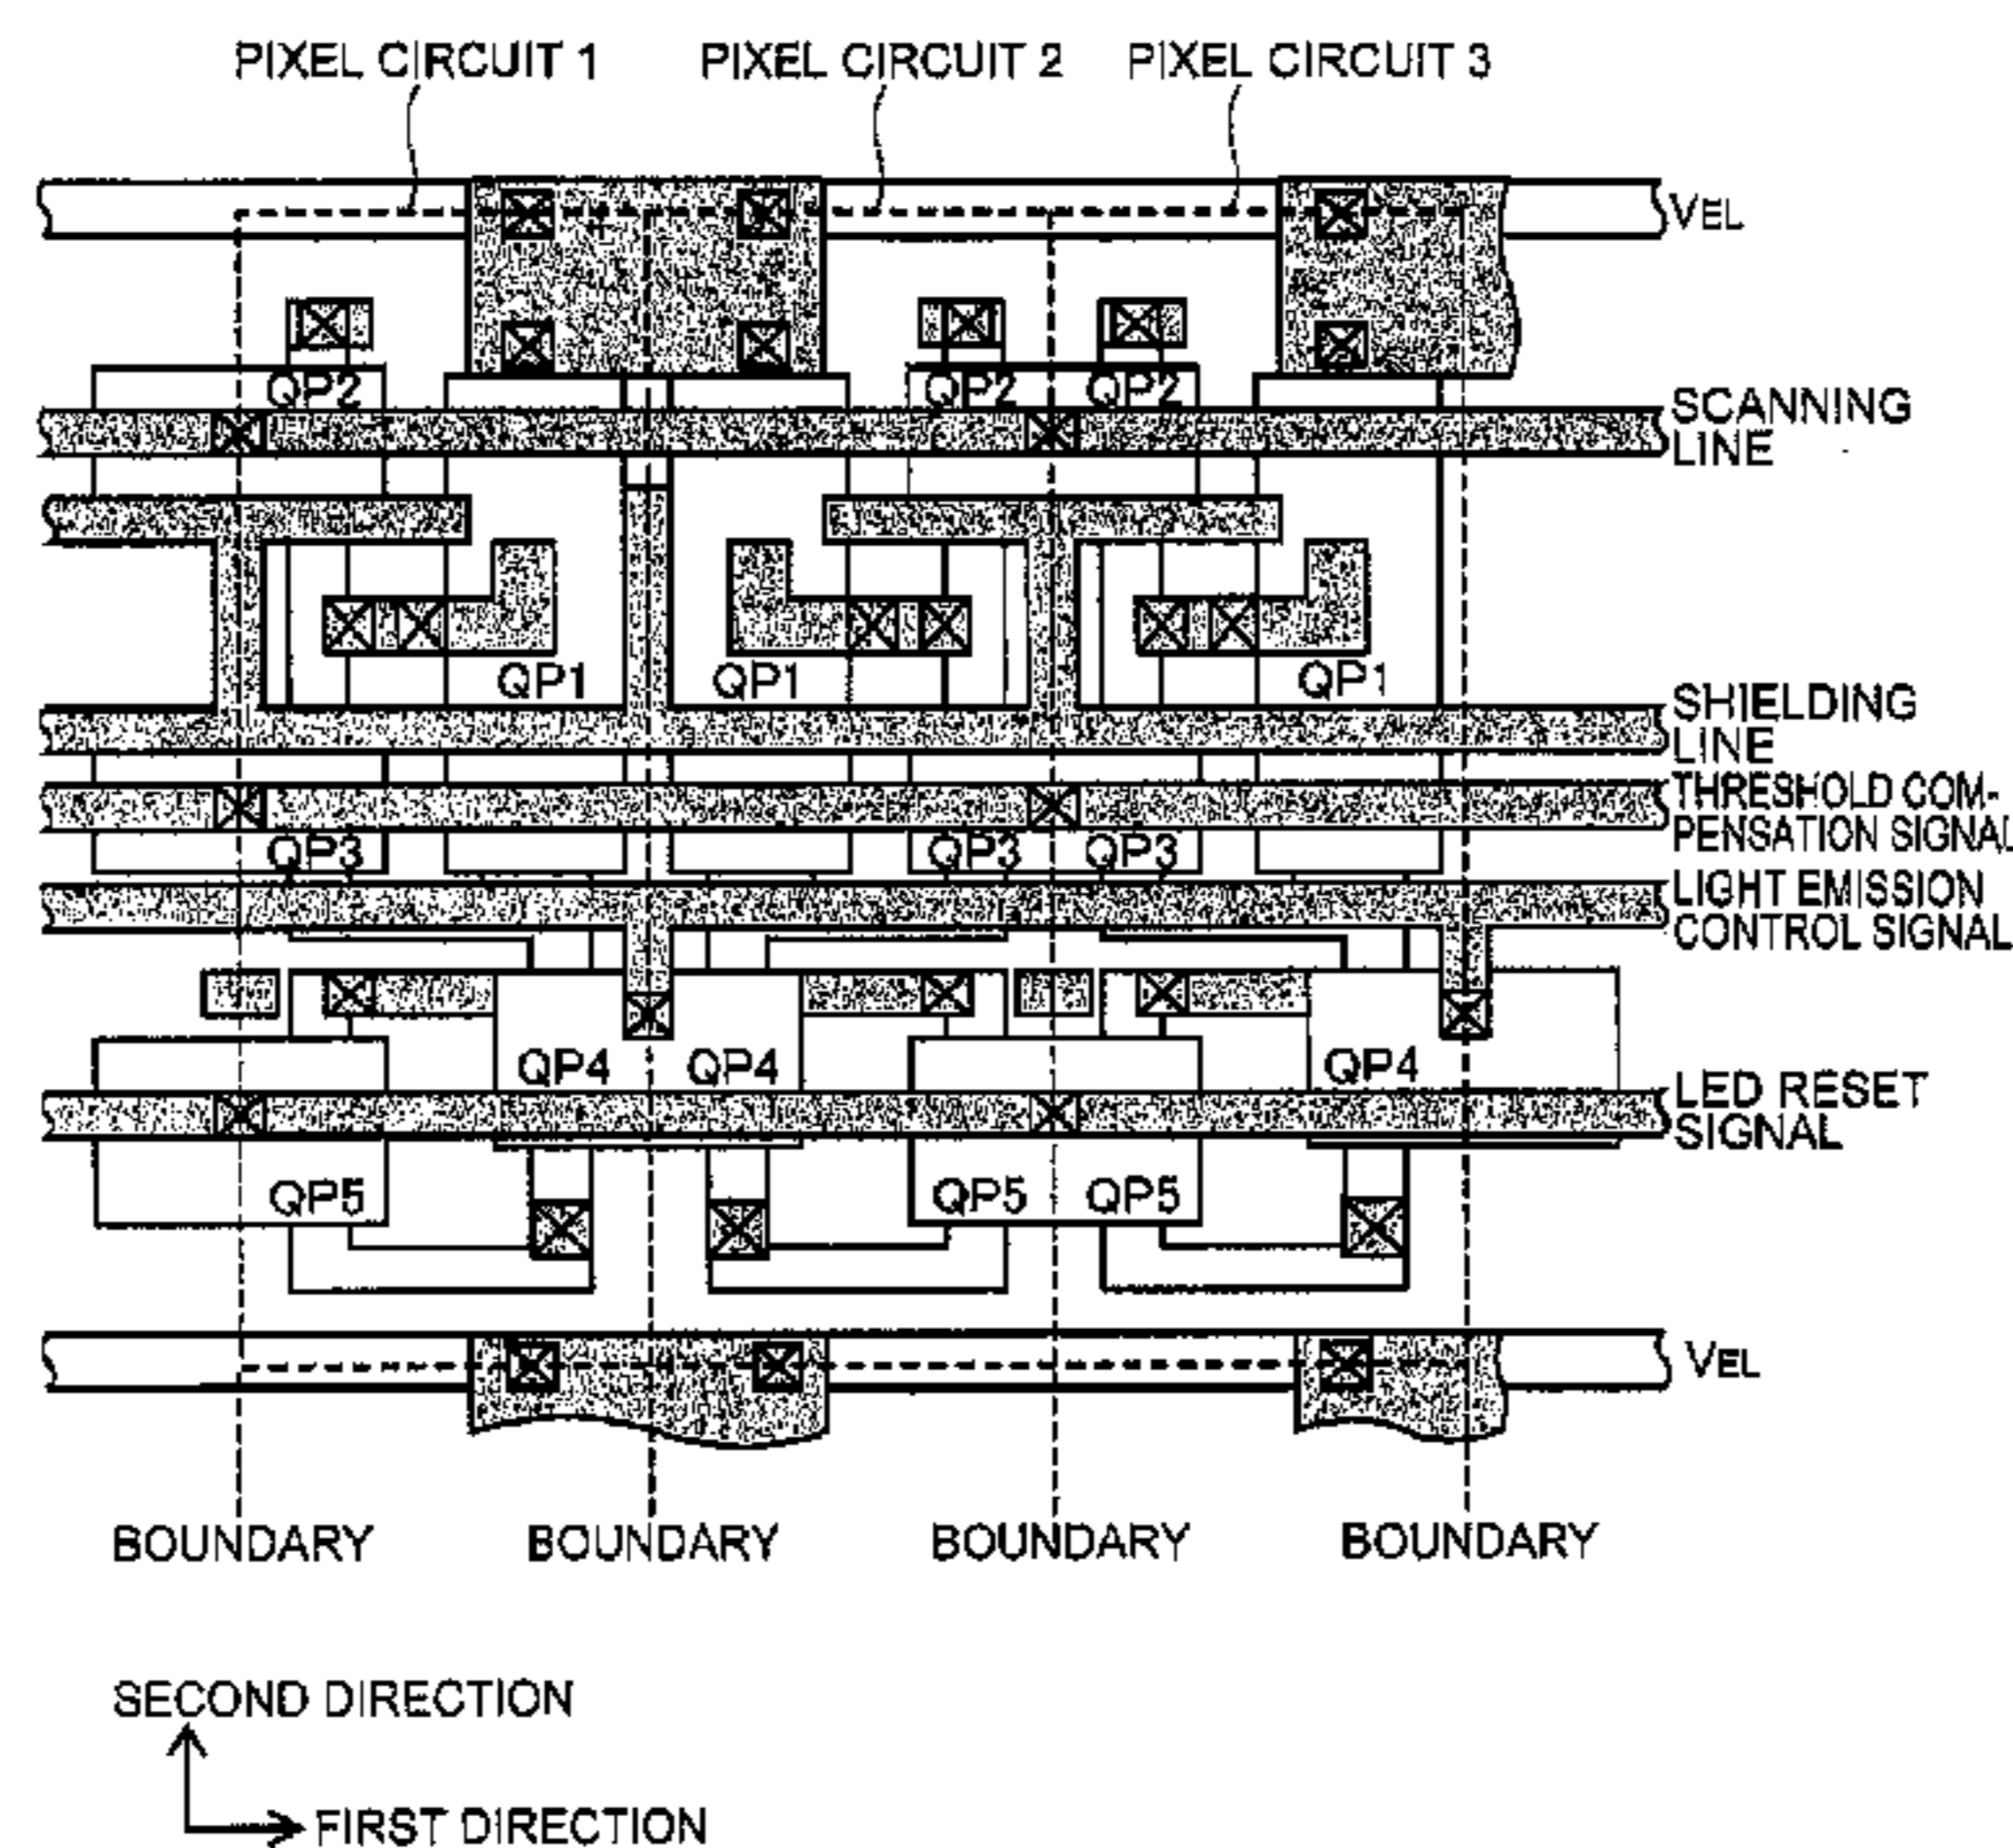 PIXEL CIRCUIT 1 PIXEL CIRCUIT 2 PIXEL CIRCUIT 3
VEL
QP2 QP2 QP2
SCANNING
LINE
QP1 QP1 QP1
SHIELDING
LINE
THRESHOLD COM-
PENSATION SIGNAL
QP3 QP3 QP3
LIGHT EMISSION
CONTROL SIGNAL
QP4 QP4 QP4
LED RESET
SIGNAL
QP5 QP5 QP5
VEL
BOUNDARY BOUNDARY BOUNDARY BOUNDARY
SECOND DIRECTION
FIRST DIRECTION